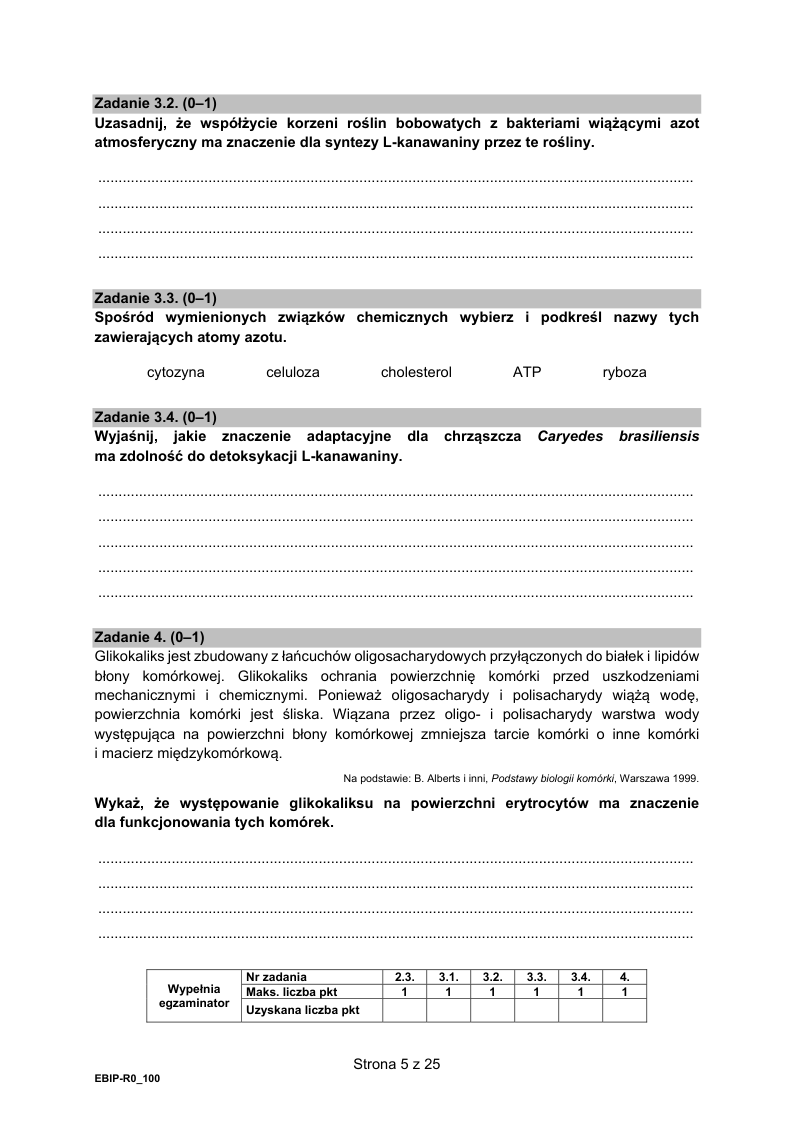 Zadanie 3.2. (0–1)
Uzasadnij, że współżycie korzeni roślin bobowatych z bakteriami wiążącymi azot
atmosferyczny ma znaczenie dla syntezy L-kanawaniny przez te rośliny.
....................................................................................................................................................
....................................................................................................................................................
....................................................................................................................................................
....................................................................................................................................................
Zadanie 3.3. (0–1)
Spośród wymienionych związków chemicznych wybierz i podkreśl nazwy tych
zawierających atomy azotu.
cytozyna celuloza cholesterol ATP ryboza
Zadanie 3.4. (0–1)
Wyjaśnij, jakie znaczenie adaptacyjne dla chrząszcza Caryedes brasiliensis
ma zdolność do detoksykacji L-kanawaniny.
....................................................................................................................................................
....................................................................................................................................................
....................................................................................................................................................
....................................................................................................................................................
....................................................................................................................................................
Zadanie 4. (0–1)
Glikokaliks jest zbudowany z łańcuchów oligosacharydowych przyłączonych do białek i lipidów
błony komórkowej. Glikokaliks ochrania powierzchnię komórki przed uszkodzeniami
mechanicznymi i chemicznymi. Ponieważ oligosacharydy i polisacharydy wiążą wodę,
powierzchnia komórki jest śliska. Wiązana przez oligo- i polisacharydy warstwa wody
występująca na powierzchni błony komórkowej zmniejsza tarcie komórki o inne komórki
i macierz międzykomórkową.
Na podstawie: B. Alberts i inni, Podstawy biologii komórki, Warszawa 1999.
Wykaż, że występowanie glikokaliksu na powierzchni erytrocytów ma znaczenie
dla funkcjonowania tych komórek.
....................................................................................................................................................
....................................................................................................................................................
....................................................................................................................................................
....................................................................................................................................................
Wypełnia
egzaminator
Nr zadania 2.3. 3.1. 3.2. 3.3. 3.4. 4.
Maks. liczba pkt 1 1 1 1 1 1
Uzyskana liczba pkt
Strona 5 z 25
EBIP-R0_100